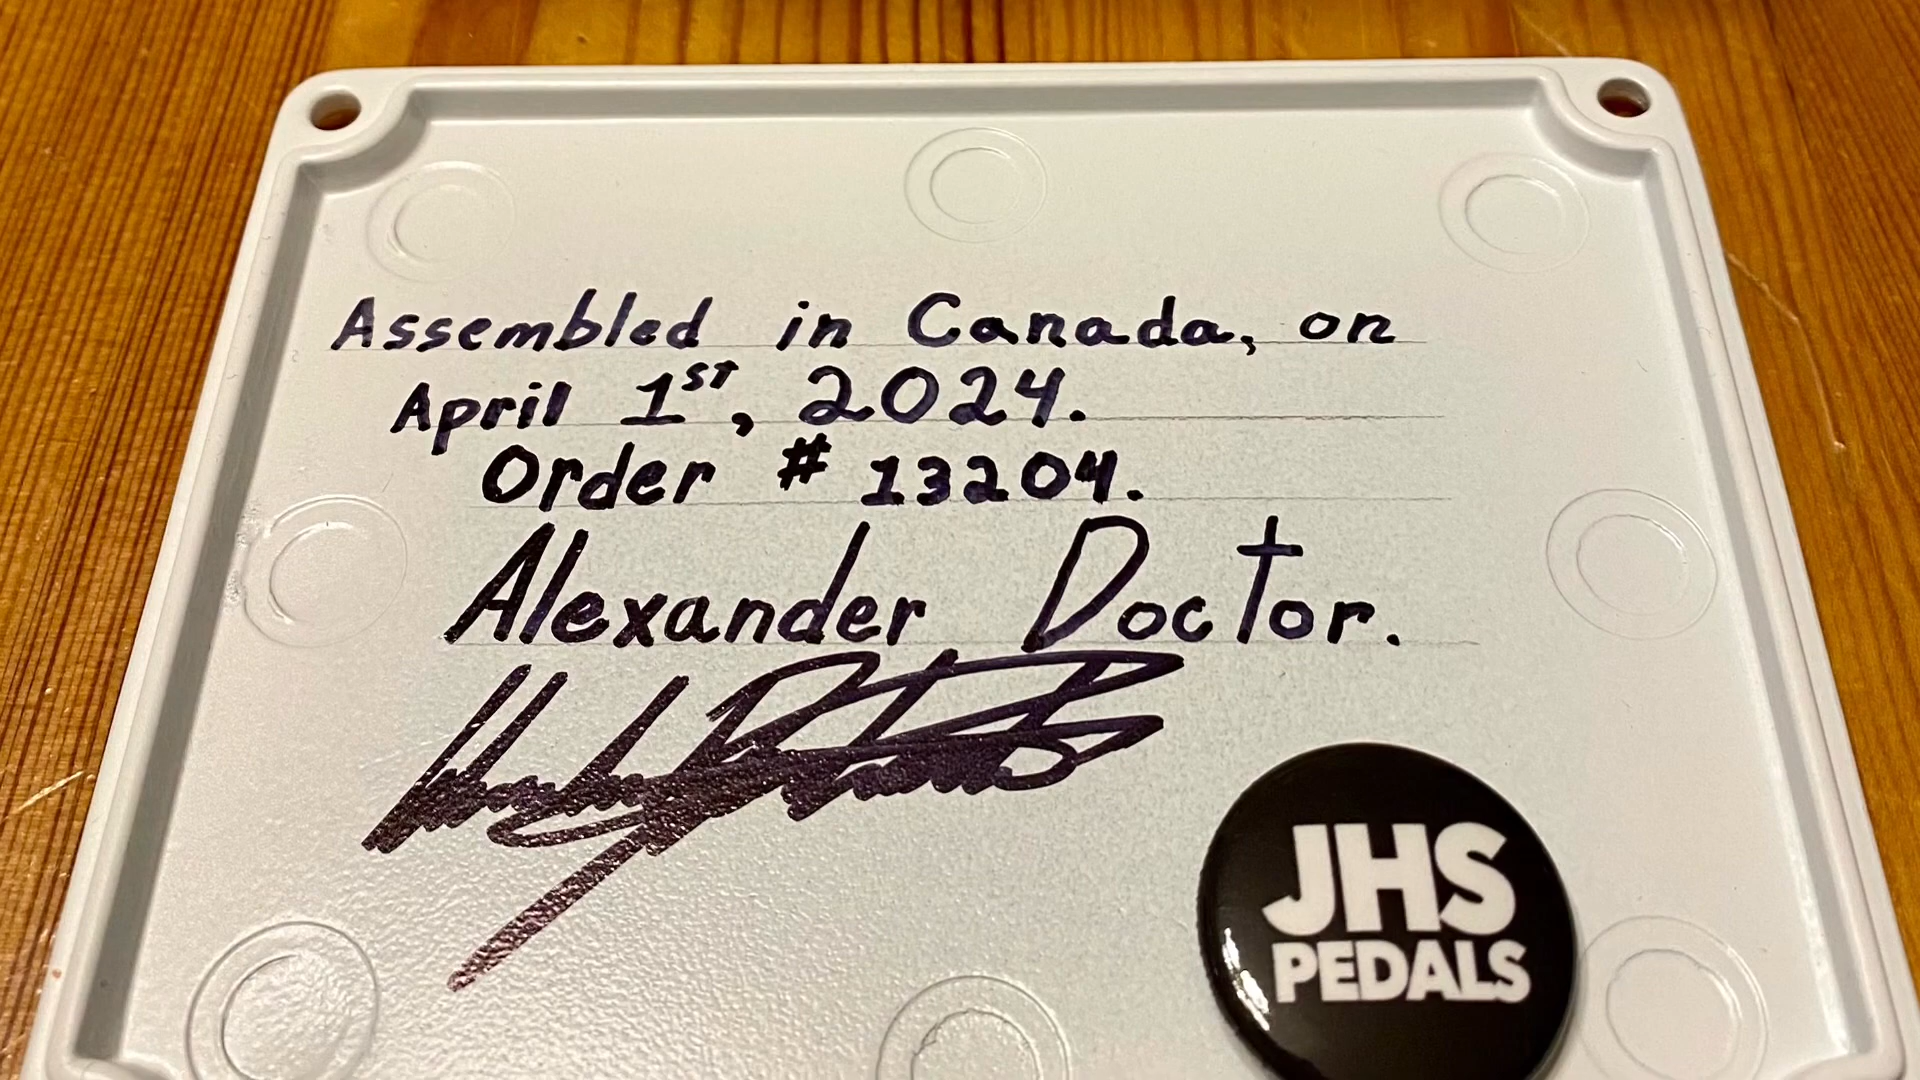 Assembled in Canada, on
April 1ST, 2024.
Order # 13204.
Alexander Doctor.
JHS
PEDALS